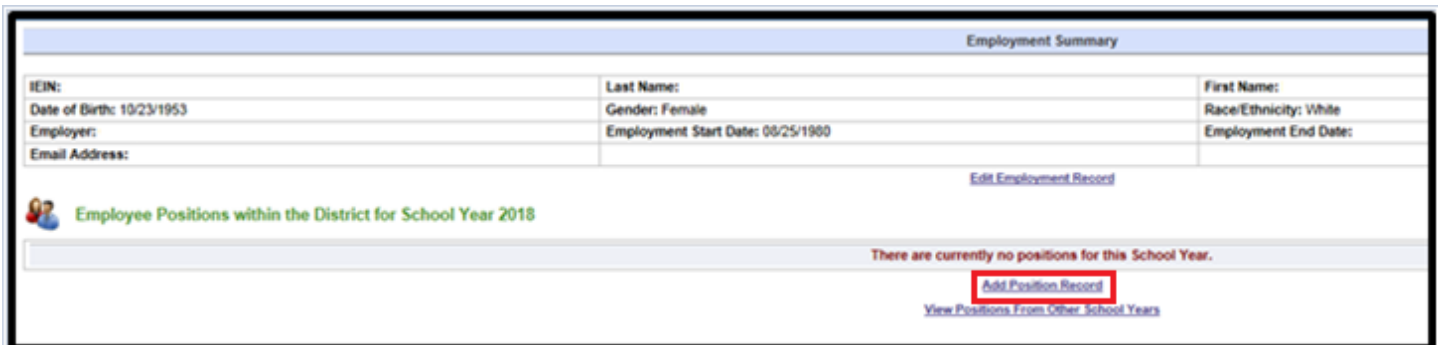 Employment Summary
IEIN: Last Name: First Name:
Date of Birth: 10/23/1953 Gender: Female Race/Ethnicity: White
Employer: Employment Start Date: 08/25/1980 Employment End Date:
Email Address:
Edit Employment Record
Employee Positions within the District for School Year 2018
There are currently no positions for this School Year.
Add Position Record
View Positions From Other School Years